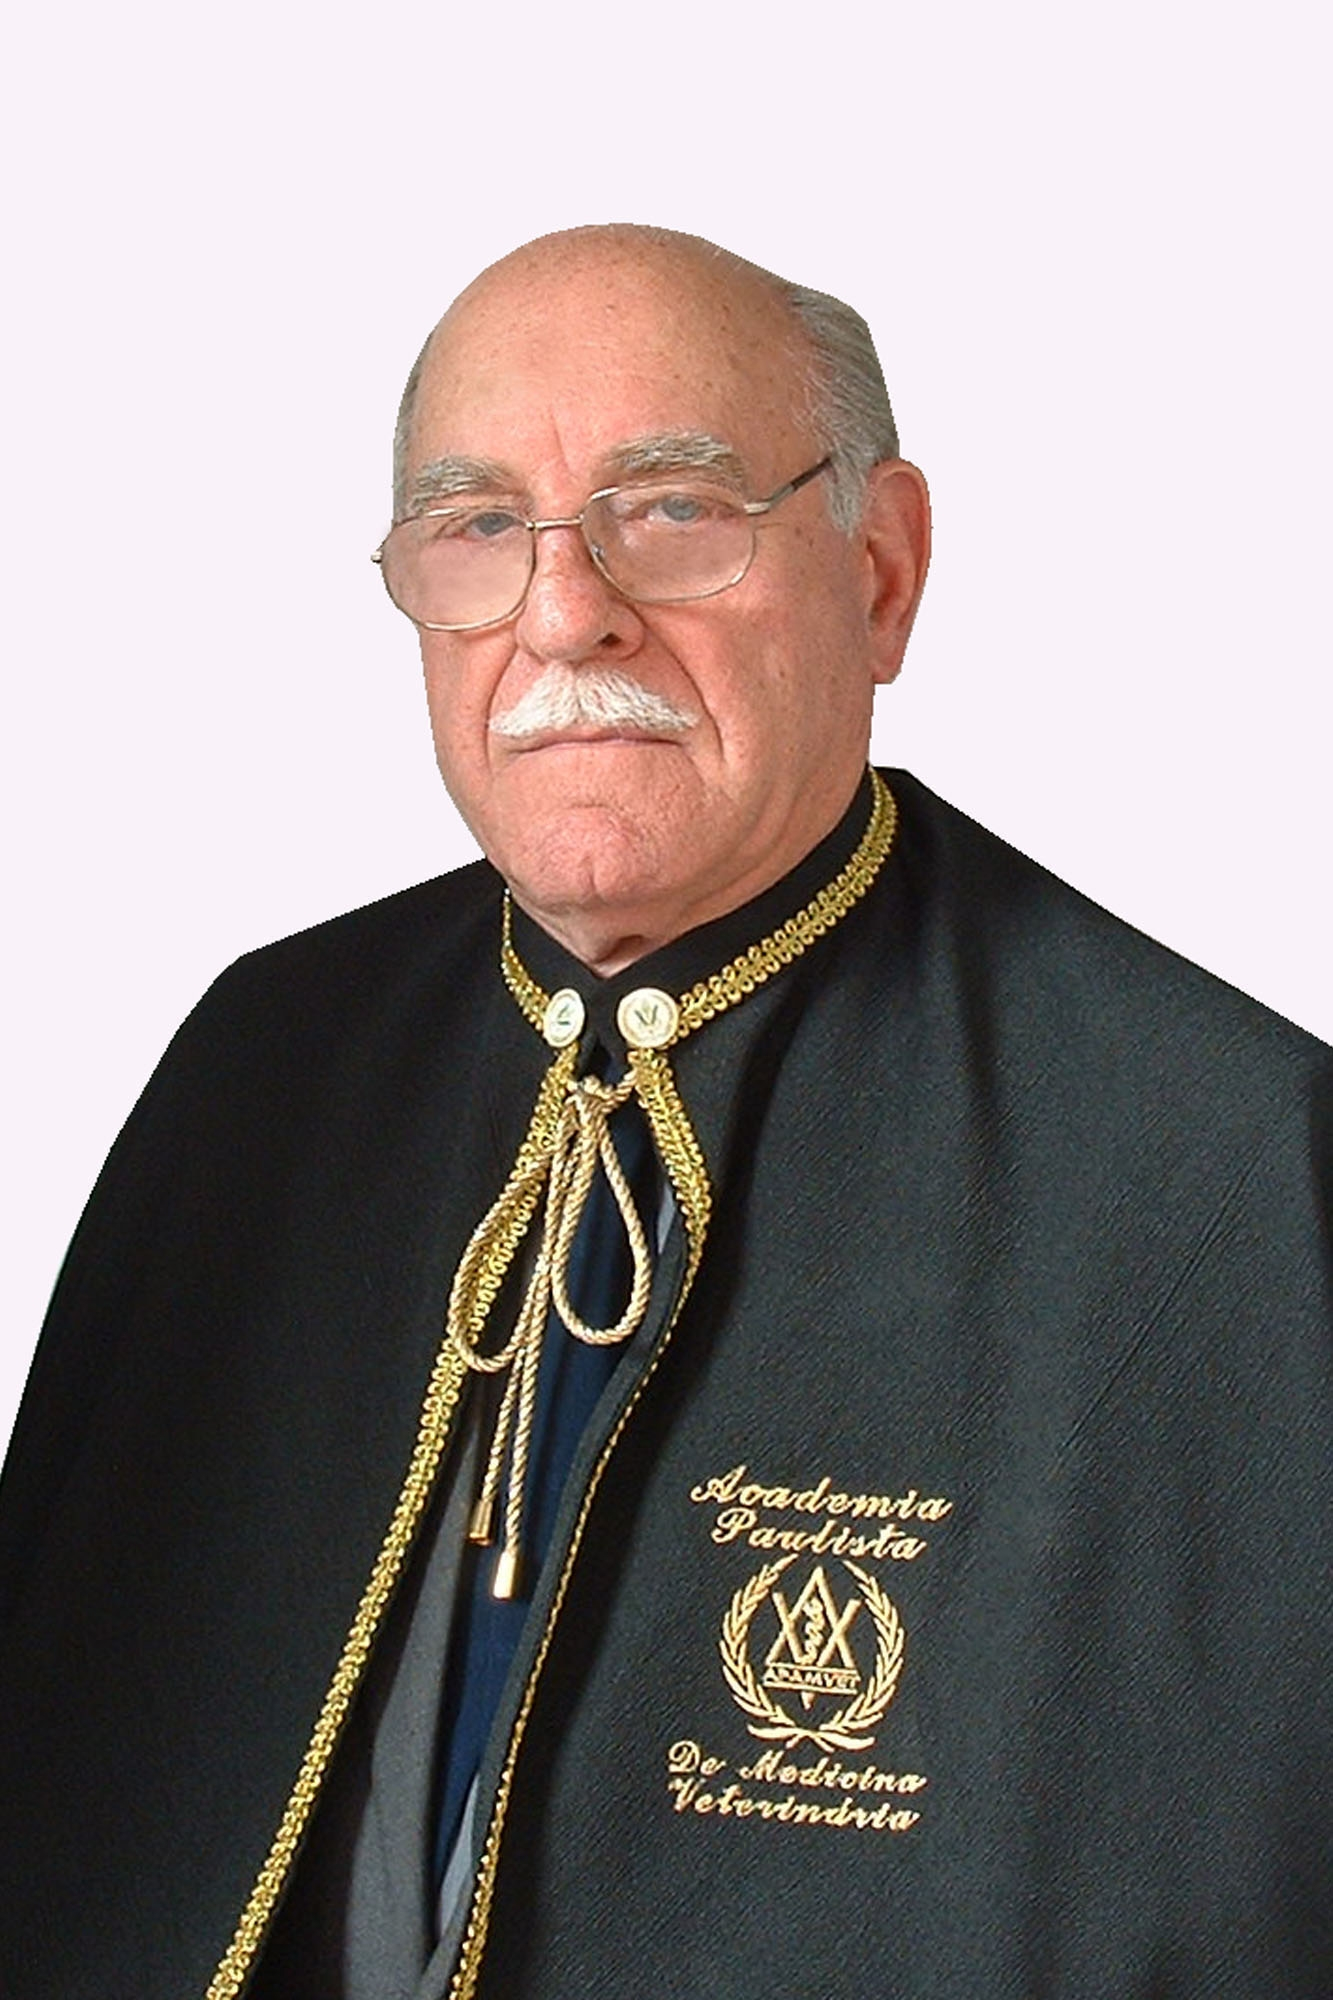 Academia
Paulista
APAMVET
De Medicina
Veterinária